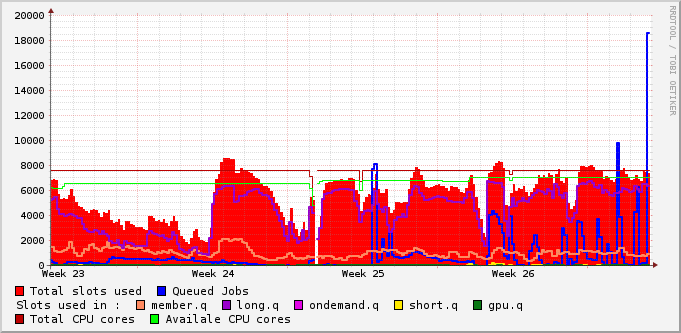 20000
18000
16000
14000
12000
10000
8000
6000
4000
2000
0
Week 23 Week 24 Week 25 Week 26
Total slots used Queued Jobs
Slots used in : member.q long.q ondemand.q short.q gpu.q
Total CPU cores Availale CPU cores
RRDTOOL / TOBI OETIKER